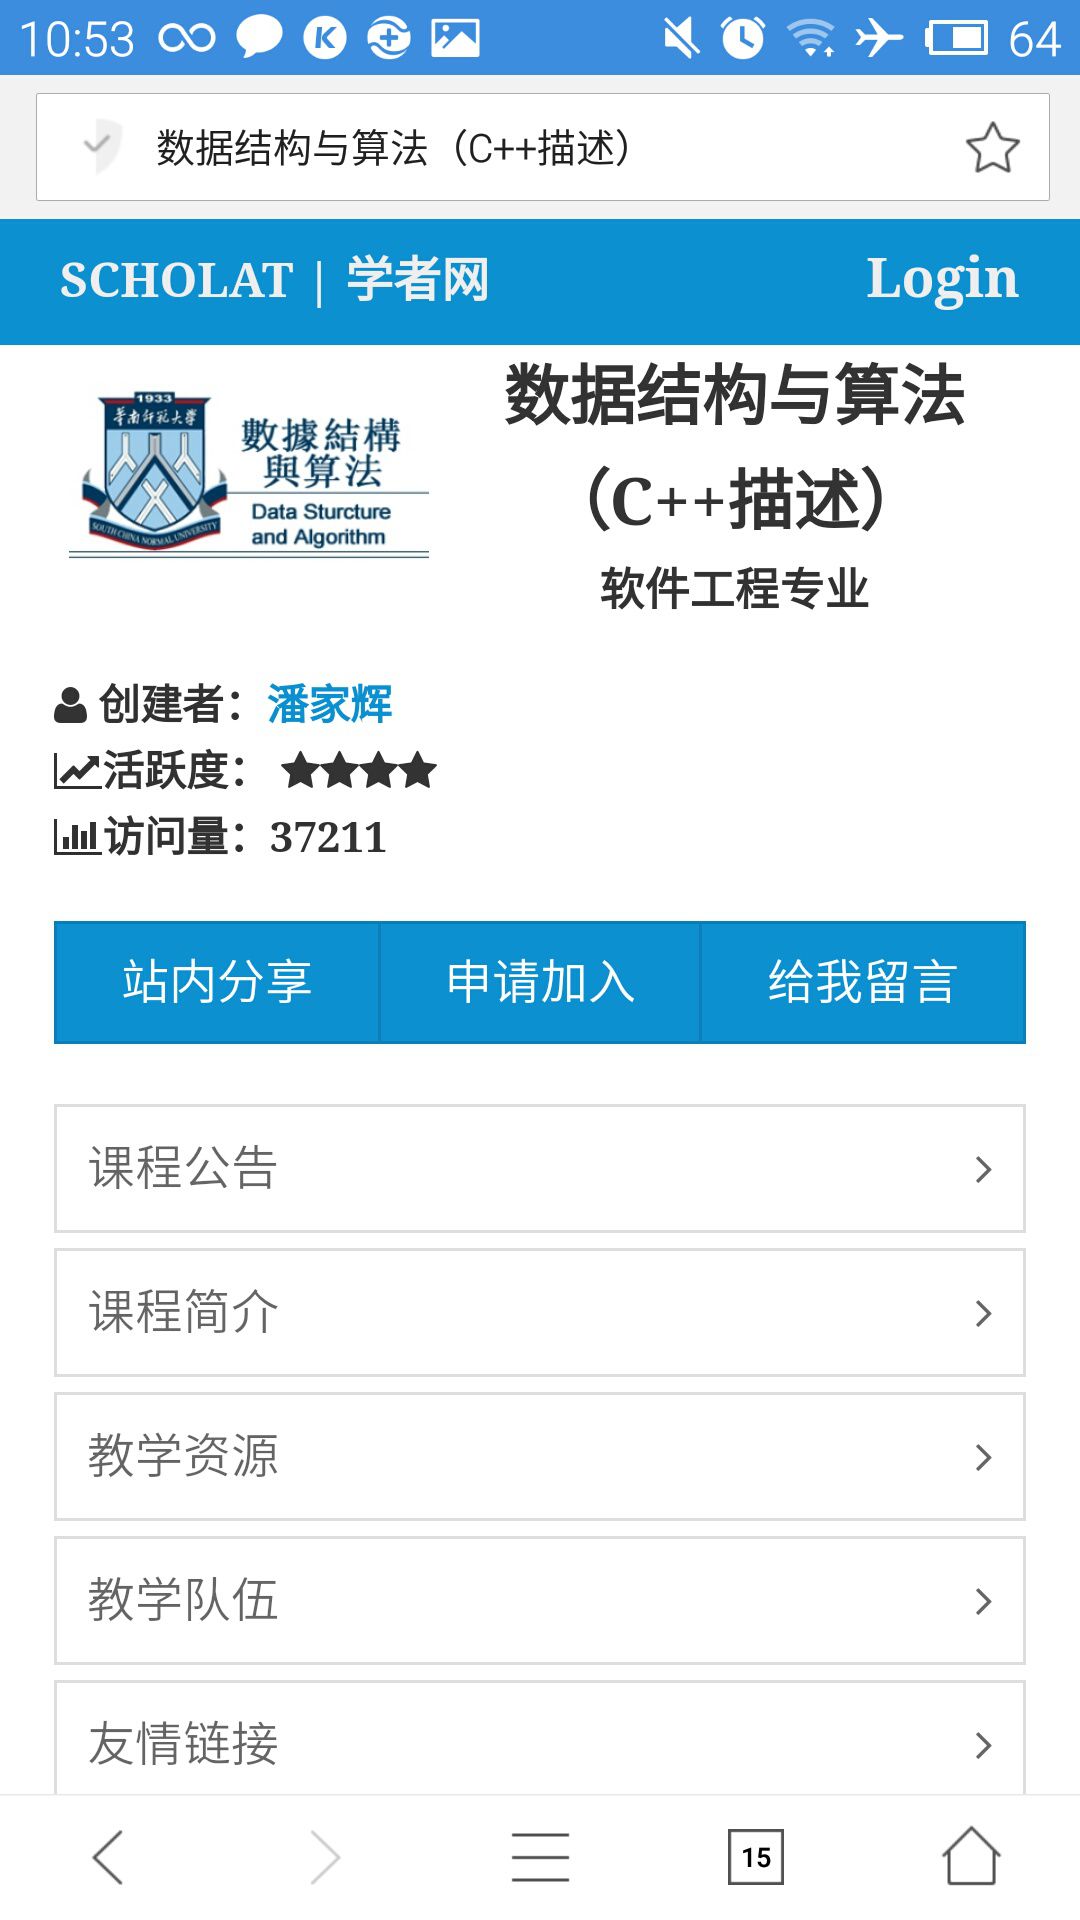 10:53
64
数据结构与算法（C++描述）
SCHOLAT | 学者网
Login
1933
華南師範大學
SOUTH CHINA NORMAL UNIVERSITY
數據結構
與算法
Data Sturcture
and Algorithm
数据结构与算法
（C++描述）
软件工程专业
创建者：潘家辉
活跃度：★★★★
访问量：37211
站内分享
申请加入
给我留言
课程公告
课程简介
教学资源
教学队伍
友情链接
15